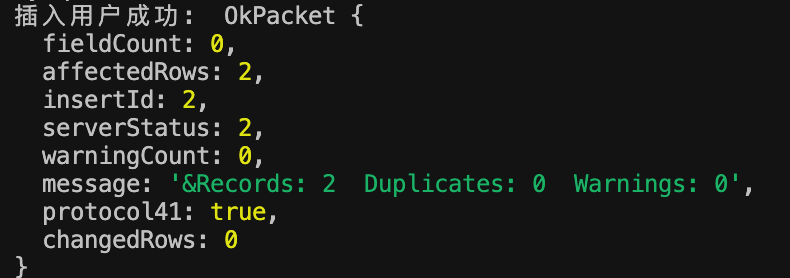 插入用户成功： OkPacket {
  fieldCount: 0,
  affectedRows: 2,
  insertId: 2,
  serverStatus: 2,
  warningCount: 0,
  message: '&Records: 2  Duplicates: 0  Warnings: 0',
  protocol41: true,
  changedRows: 0
}